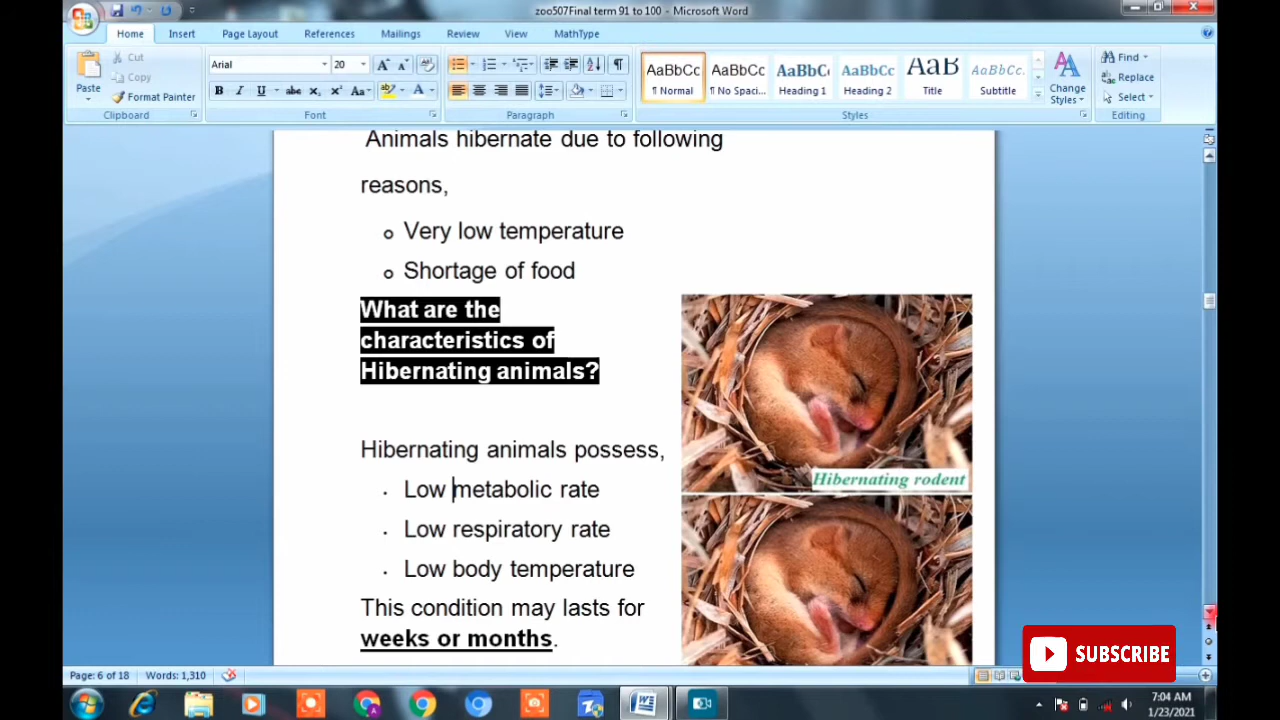 zoo507Final term 91 to 100 - Microsoft Word
Home Insert Page Layout References Mailings Review View MathType
Paste
Cut
Copy
Format Painter
Clipboard
Arial 20
Font
Paragraph
AaBbCc AaBbCc AaBbCc AaBbCc AaB AaBbCc.
¶ Normal ¶ No Spaci... Heading 1 Heading 2 Title Subtitle
Styles
Change
Styles
Find
Replace
Select
Editing
Animals hibernate due to following
reasons,
Very low temperature
Shortage of food
What are the
characteristics of
Hibernating animals?
Hibernating animals possess,
Low metabolic rate
Low respiratory rate
Low body temperature
This condition may lasts for
weeks or months.
Hibernating rodent
SUBSCRIBE
Page: 6 of 18 Words: 1,310
7:04 AM
1/23/2021